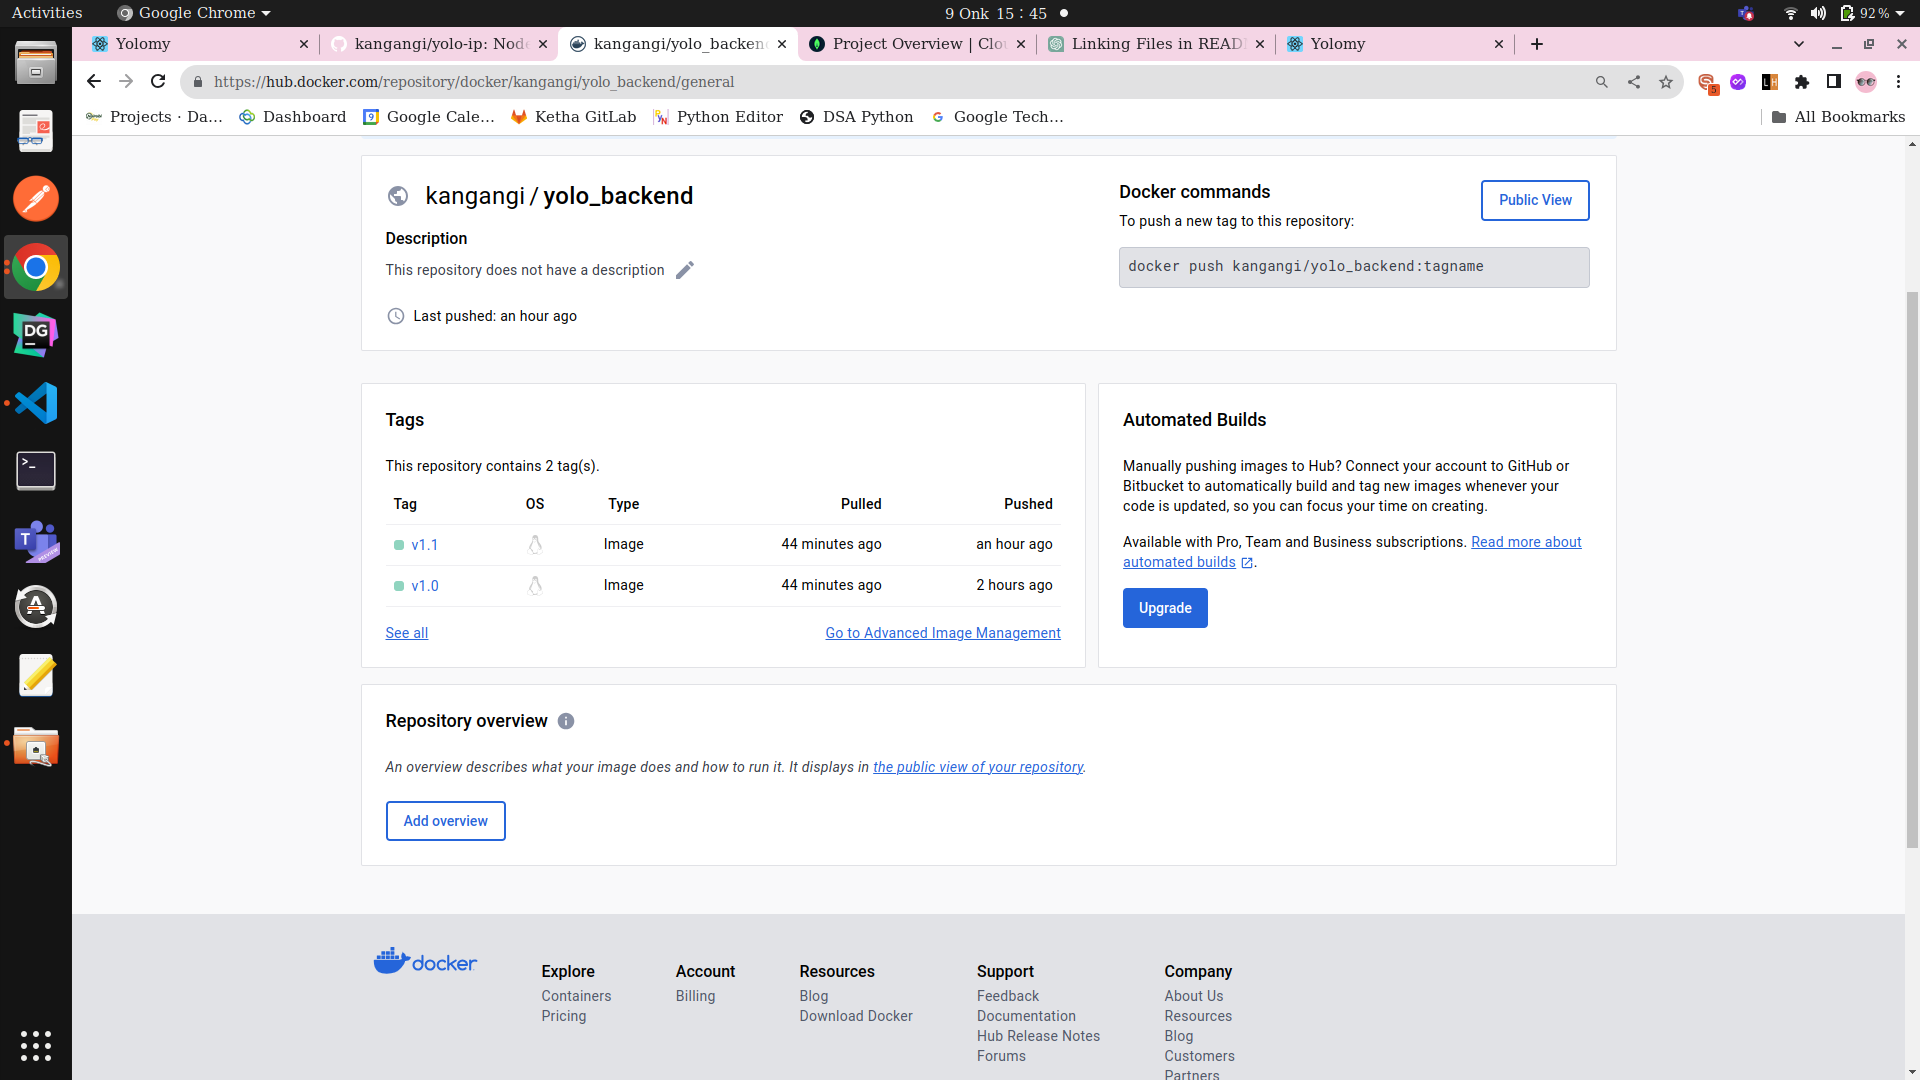 Activities
Google Chrome
9 Onk 15 : 45
92 %
Yolomy
kangangi/yolo-ip: Node
kangangi/yolo_backend
Project Overview | Clou
Linking Files in READ
Yolomy
https://hub.docker.com/repository/docker/kangangi/yolo_backend/general
5
Projects · Da...
Dashboard
9
Google Cale...
Ketha GitLab
Python Editor
DSA Python
Google Tech...
All Bookmarks
kangangi / yolo_backend
Description
This repository does not have a description
Last pushed: an hour ago
Docker commands
To push a new tag to this repository:
Public View
docker push kangangi/yolo_backend:tagname
Tags
This repository contains 2 tag(s).
Tag OS Type Pulled Pushed
v1.1 Image 44 minutes ago an hour ago
v1.0 Image 44 minutes ago 2 hours ago
See all
Go to Advanced Image Management
Automated Builds
Manually pushing images to Hub? Connect your account to GitHub or
Bitbucket to automatically build and tag new images whenever your
code is updated, so you can focus your time on creating.
Available with Pro, Team and Business subscriptions. Read more about
automated builds .
Upgrade
Repository overview
An overview describes what your image does and how to run it. It displays in the public view of your repository.
Add overview
docker
Explore
Containers
Pricing
Account
Billing
Resources
Blog
Download Docker
Support
Feedback
Documentation
Hub Release Notes
Forums
Company
About Us
Resources
Blog
Customers
Partners
DG